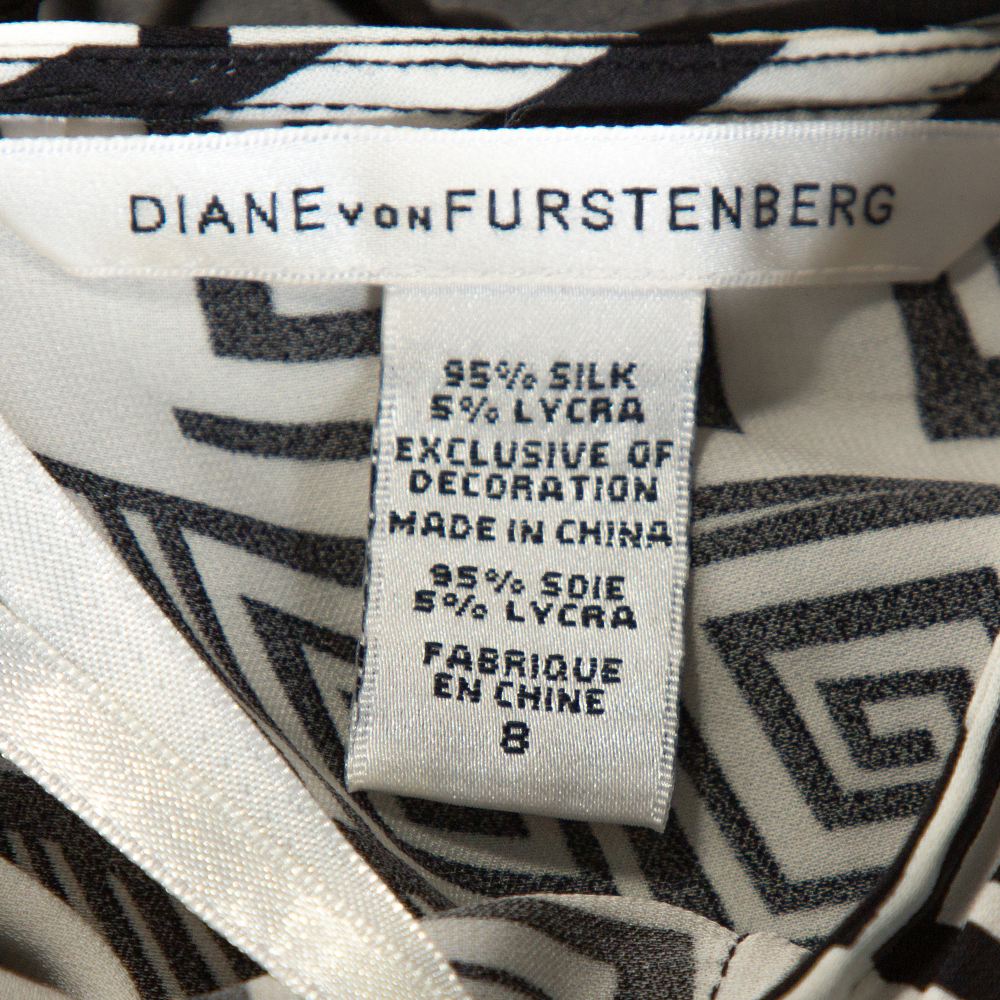 DIANE VON FURSTENBERG
95% SILK
5% LYCRA
EXCLUSIVE OF
DECORATION
MADE IN CHINA
95% SOIE
5% LYCRA
FABRIQUE
EN CHINE
8